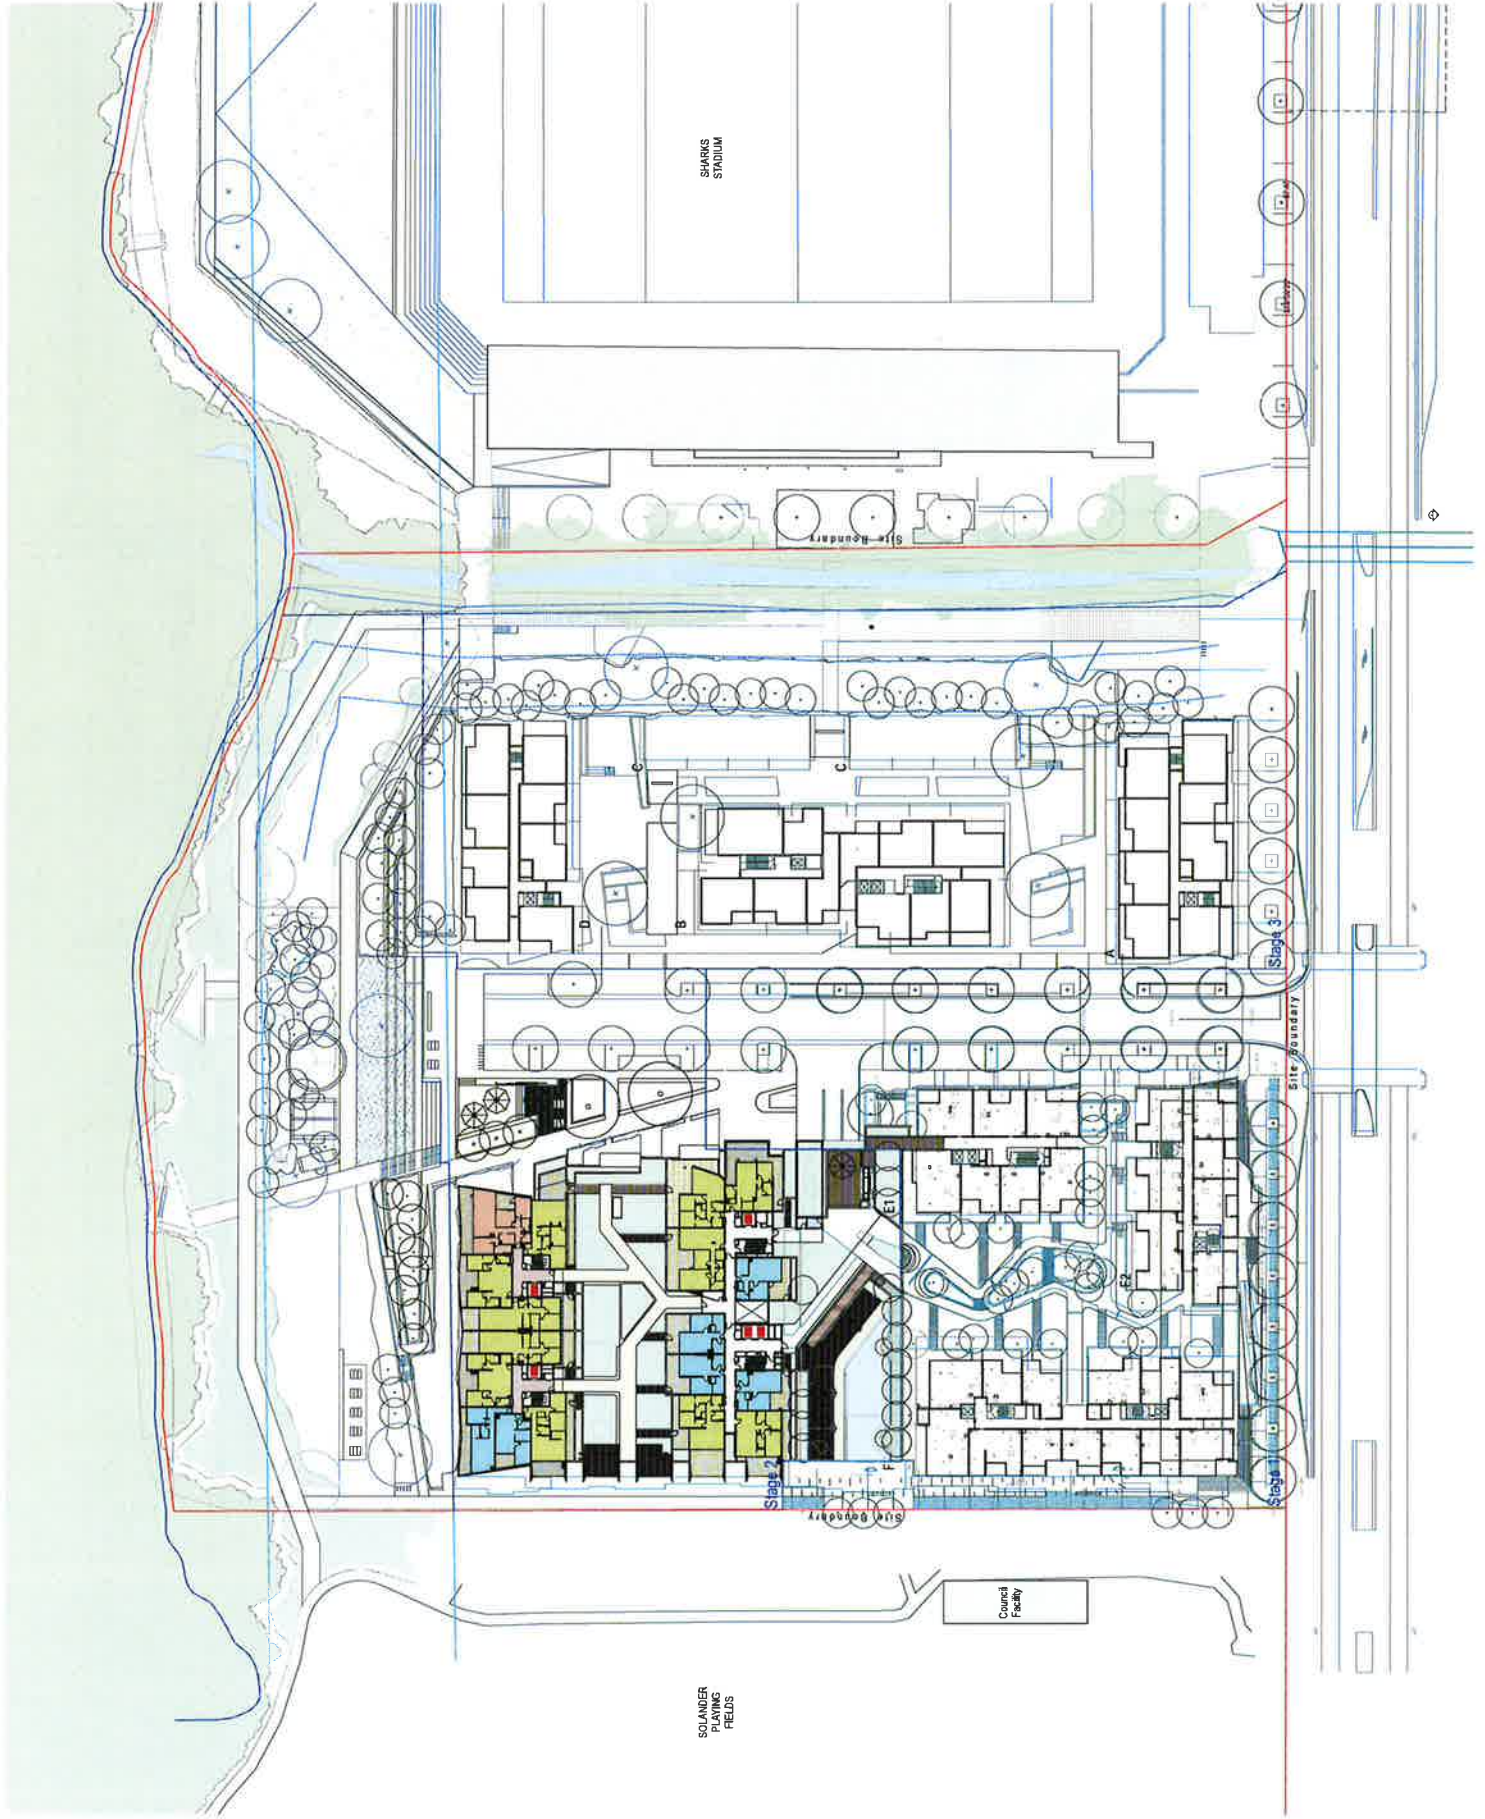 SHARKS
STADIUM
Site Boundary
C
C
D
B
A
Stage 3
Site Boundary
E1
E2
Stage 2
F
Stage 1
Site Boundary
Council
Facility
SOLANDER
PLAYING
FIELDS